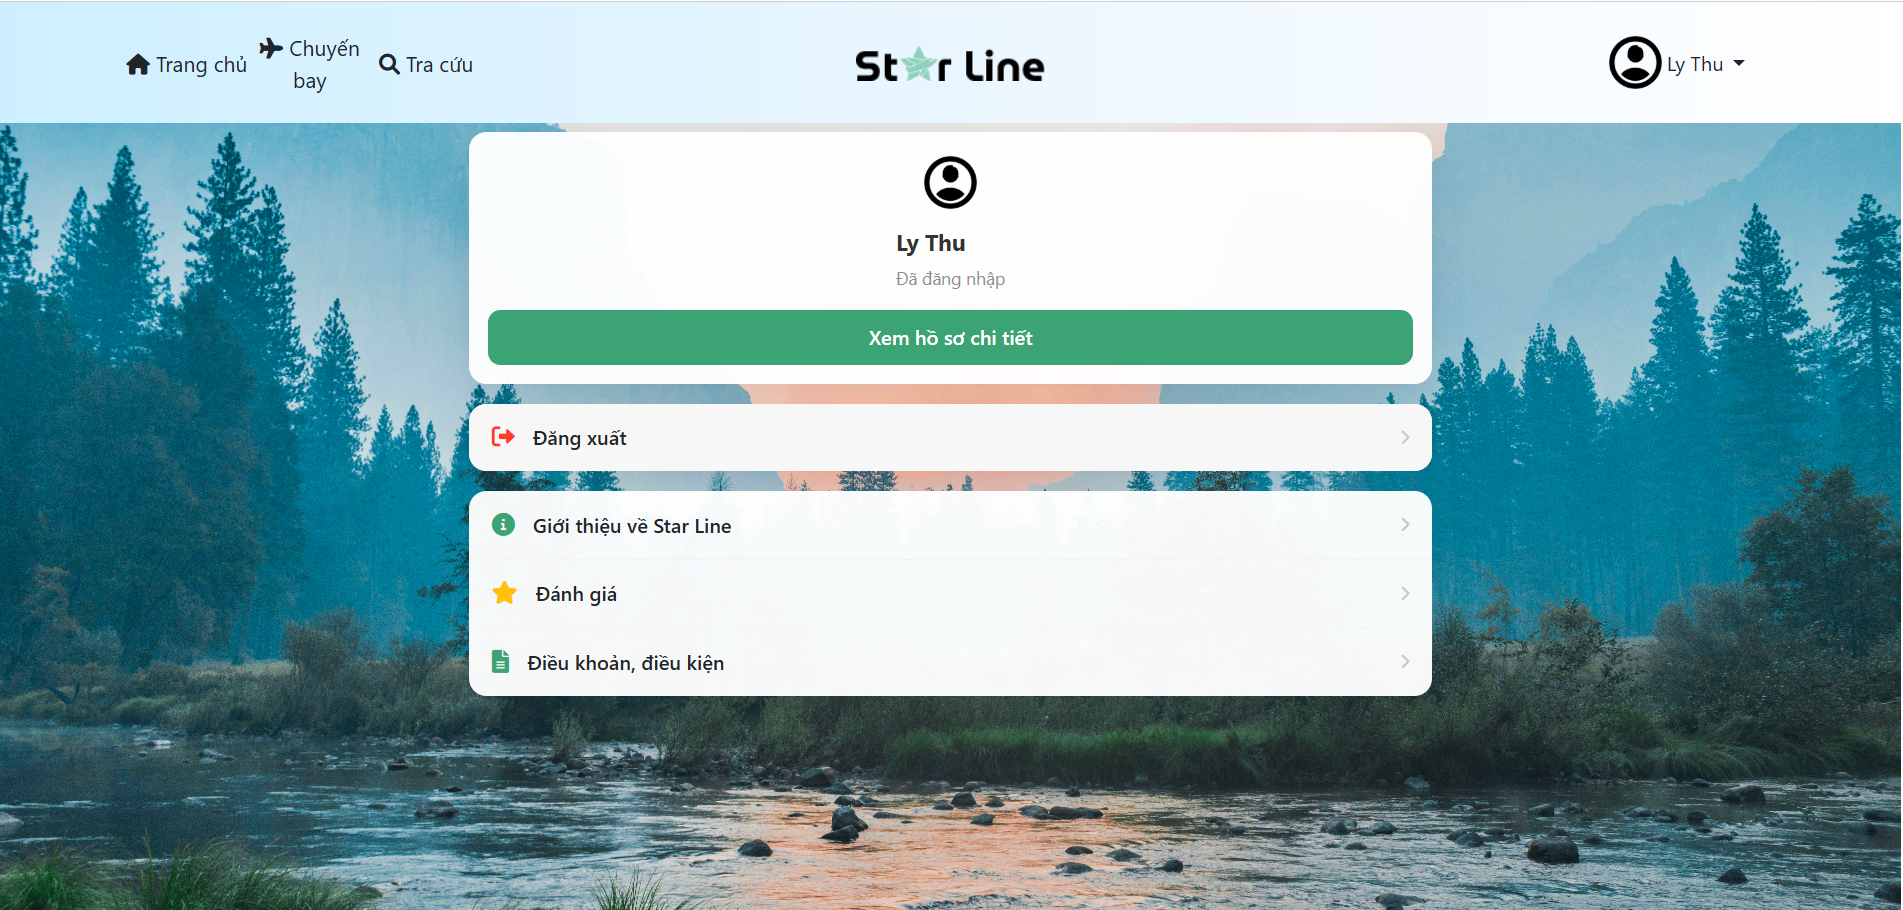 Trang chủ
Chuyến
bay
Tra cứu
Star Line
Ly Thu
Ly Thu
Đã đăng nhập
Xem hồ sơ chi tiết
Đăng xuất
Giới thiệu về Star Line
Đánh giá
Điều khoản, điều kiện